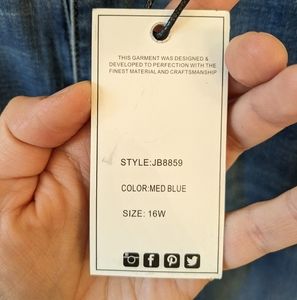 THIS GARMENT WAS DESIGNED &
DEVELOPED TO PERFECTION WITH THE
FINEST MATERIAL AND CRAFTSMANSHIP
STYLE:JB8859
COLOR:MED BLUE
SIZE: 16W